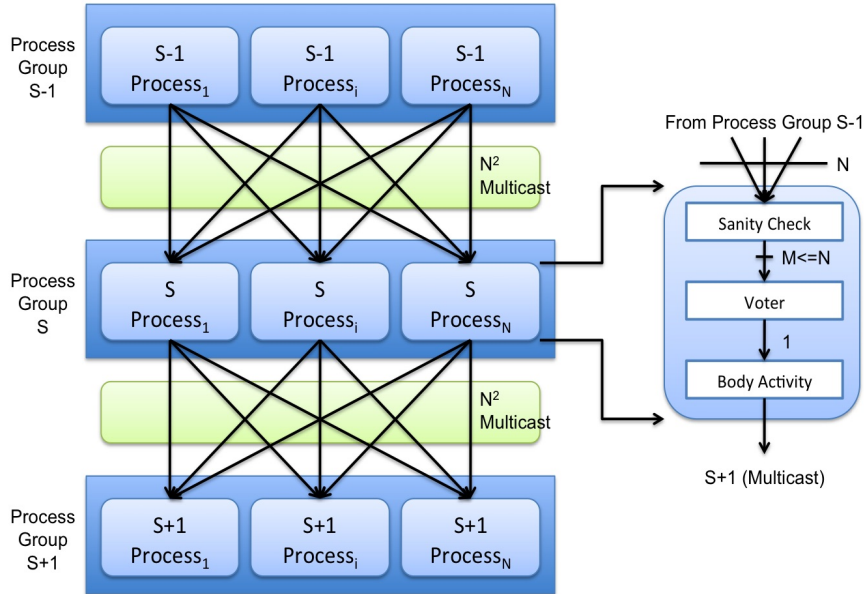 Process
Group
S-1
S-1
Process1
S-1
Processi
S-1
ProcessN
N2
Multicast
Process
Group
S
S
Process1
S
Processi
S
ProcessN
N2
Multicast
Process
Group
S+1
S+1
Process1
S+1
Processi
S+1
ProcessN
From Process Group S-1
N
Sanity Check
M<=N
Voter
1
Body Activity
S+1 (Multicast)